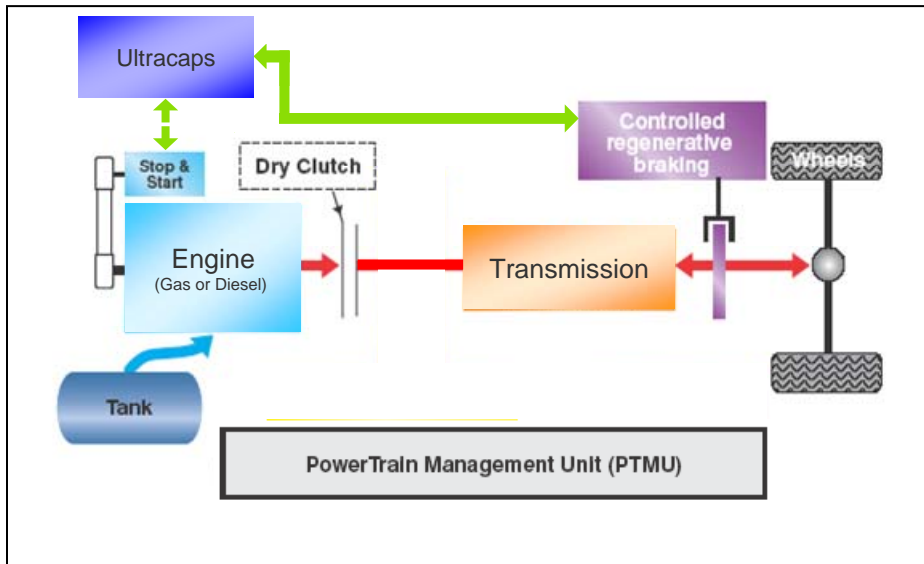 Ultracaps
Controlled
regenerative
braking
Wheels
Stop &
Start
Dry Clutch
Engine
(Gas or Diesel)
Transmission
Tank
PowerTrain Management Unit (PTMU)